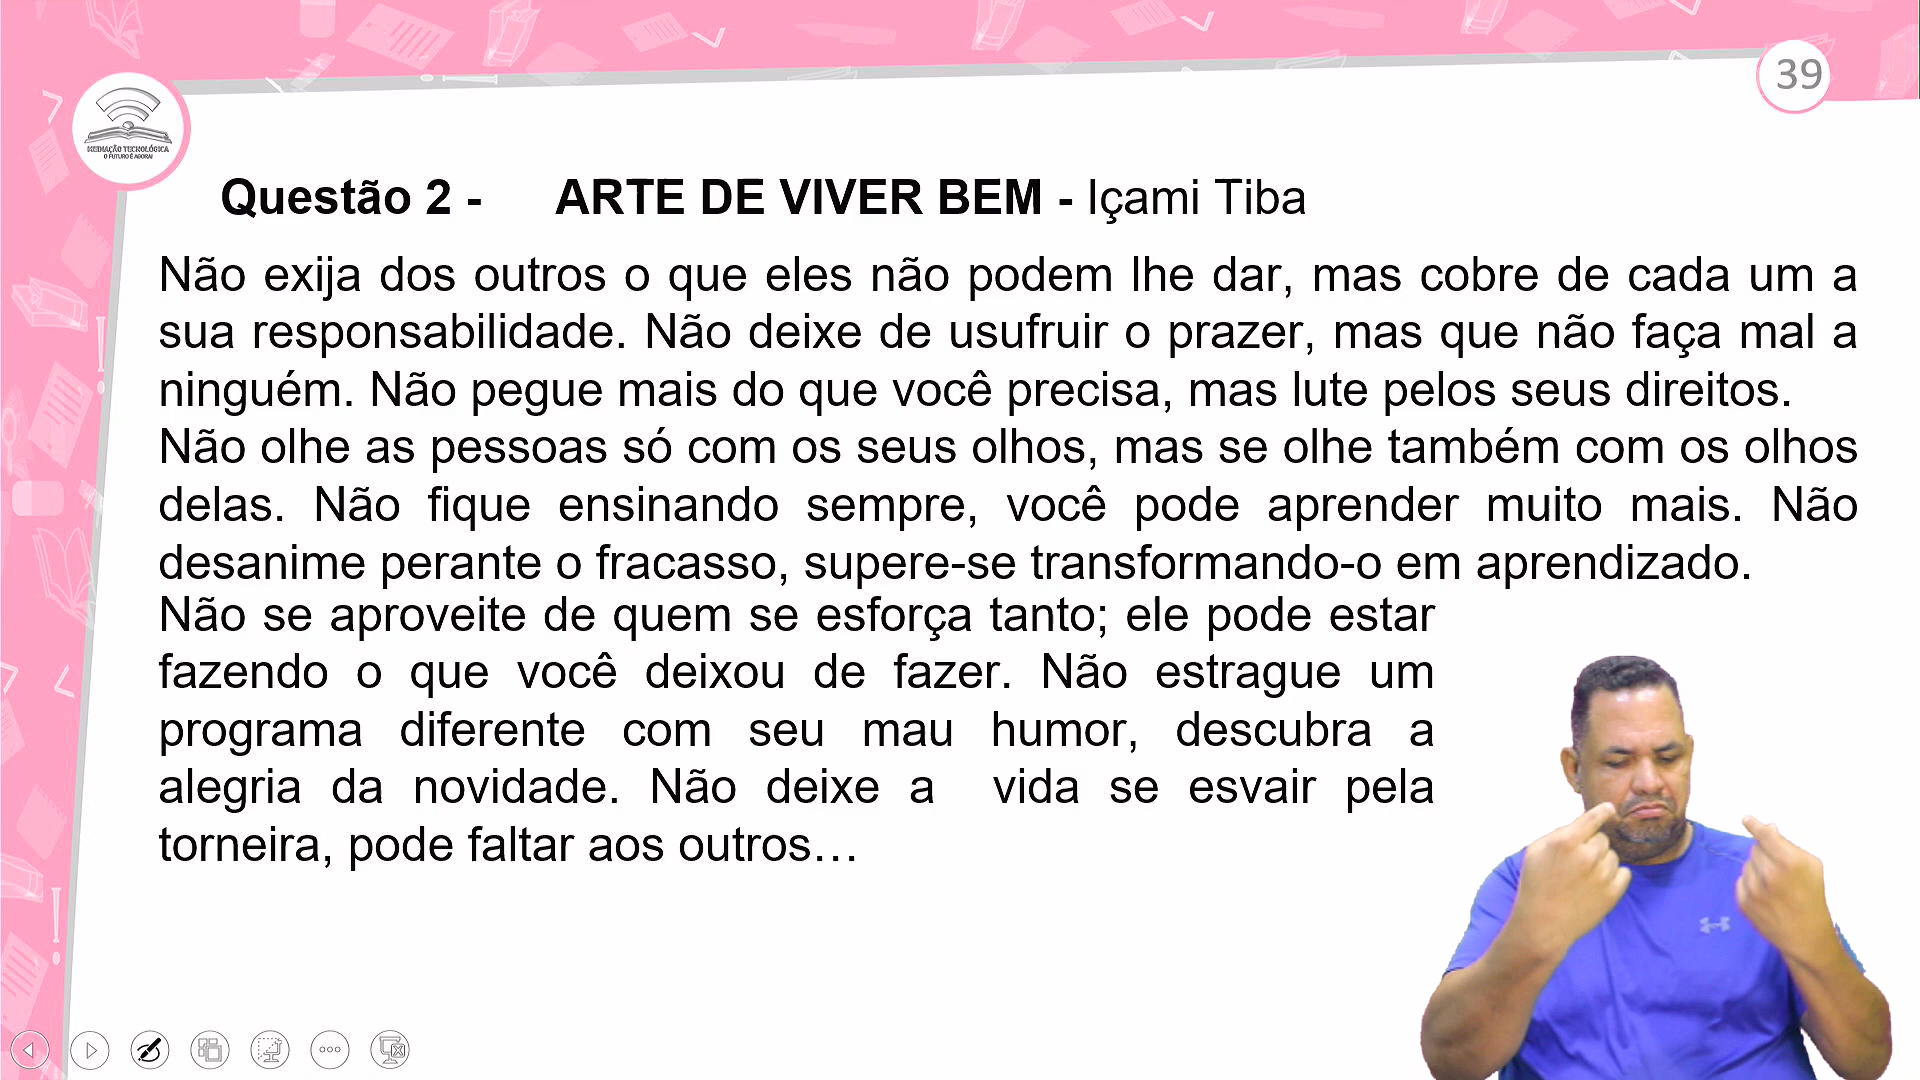 39
MEDIAÇÃO TECNOLÓGICA
O FUTURO É AGORA!
Questão 2 - ARTE DE VIVER BEM - Içami Tiba
Não exija dos outros o que eles não podem lhe dar, mas cobre de cada um a
sua responsabilidade. Não deixe de usufruir o prazer, mas que não faça mal a
ninguém. Não pegue mais do que você precisa, mas lute pelos seus direitos.
Não olhe as pessoas só com os seus olhos, mas se olhe também com os olhos
delas. Não fique ensinando sempre, você pode aprender muito mais. Não
desanime perante o fracasso, supere-se transformando-o em aprendizado.
Não se aproveite de quem se esforça tanto; ele pode estar
fazendo o que você deixou de fazer. Não estrague um
programa diferente com seu mau humor, descubra a
alegria da novidade. Não deixe a vida se esvair pela
torneira, pode faltar aos outros…